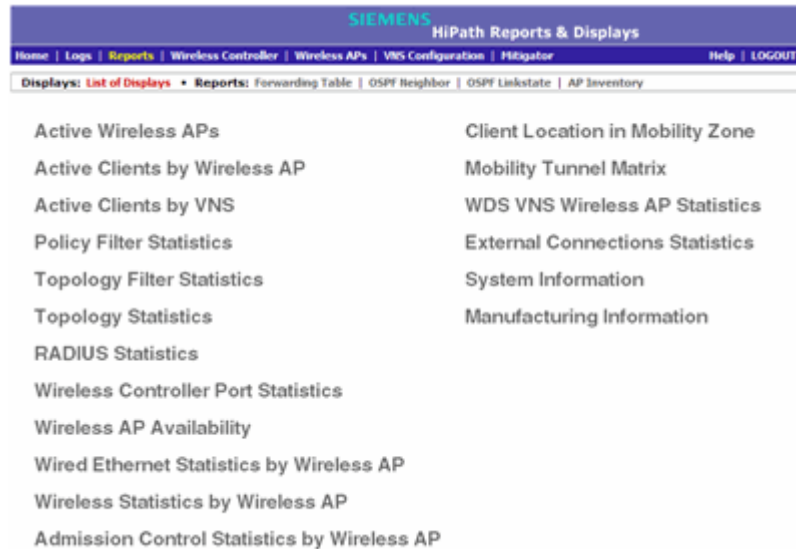 SIEMENS
HiPath Reports & Displays
Home | Logs | Reports | Wireless Controller | Wireless APs | VNS Configuration | Mitigator Help | LOGOUT
Displays: List of Displays • Reports: Forwarding Table | OSPF Neighbor | OSPF Linkstate | AP Inventory
Active Wireless APs
Active Clients by Wireless AP
Active Clients by VNS
Policy Filter Statistics
Topology Filter Statistics
Topology Statistics
RADIUS Statistics
Wireless Controller Port Statistics
Wireless AP Availability
Wired Ethernet Statistics by Wireless AP
Wireless Statistics by Wireless AP
Admission Control Statistics by Wireless AP
Client Location in Mobility Zone
Mobility Tunnel Matrix
WDS VNS Wireless AP Statistics
External Connections Statistics
System Information
Manufacturing Information